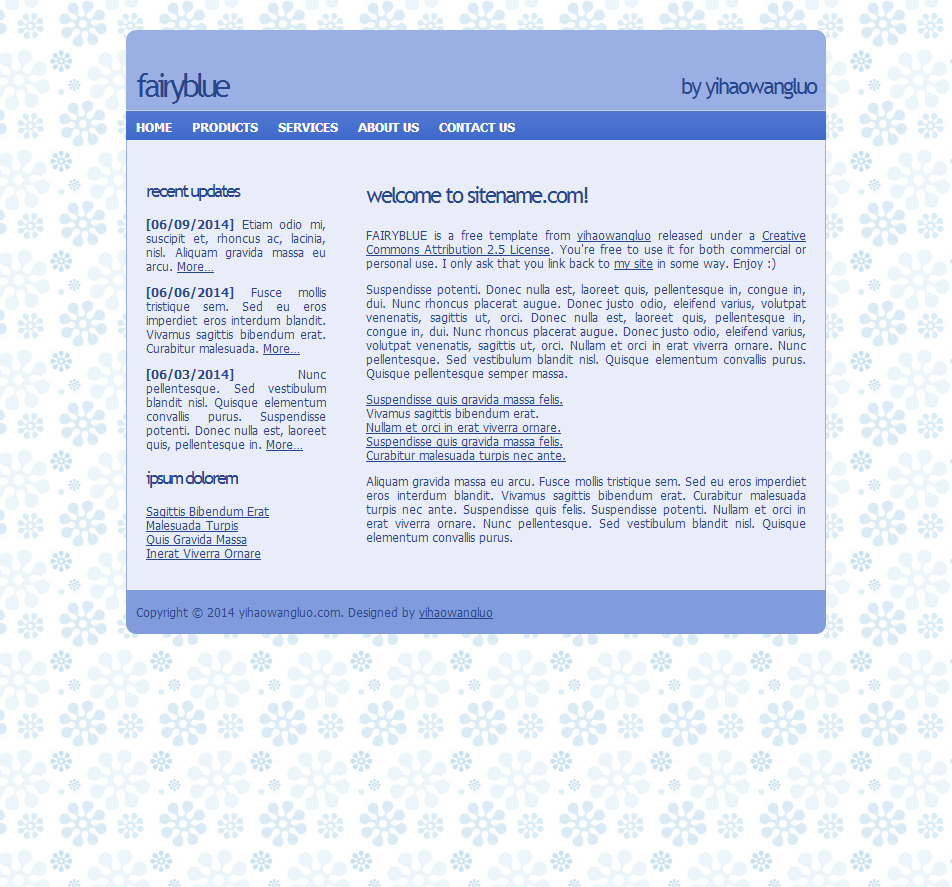 fairyblue
by yihaowangluo
HOME PRODUCTS SERVICES ABOUT US CONTACT US
recent updates
[06/09/2014] Etiam odio mi,
suscipit et, rhoncus ac, lacinia,
nisl. Aliquam gravida massa eu
arcu. More...
[06/06/2014] Fusce mollis
tristique sem. Sed eu eros
imperdiet eros interdum blandit.
Vivamus sagittis bibendum erat.
Curabitur malesuada. More...
[06/03/2014] Nunc
pellentesque. Sed vestibulum
blandit nisl. Quisque elementum
convallis purus. Suspendisse
potenti. Donec nulla est, laoreet
quis, pellentesque in. More...
ipsum dolorem
Sagittis Bibendum Erat
Malesuada Turpis
Quis Gravida Massa
Inerat Viverra Ornare
welcome to sitename.com!
FAIRYBLUE is a free template from yihaowangluo released under a Creative
Commons Attribution 2.5 License. You're free to use it for both commercial or
personal use. I only ask that you link back to my site in some way. Enjoy :)
Suspendisse potenti. Donec nulla est, laoreet quis, pellentesque in, congue in,
dui. Nunc rhoncus placerat augue. Donec justo odio, eleifend varius, volutpat
venenatis, sagittis ut, orci. Donec nulla est, laoreet quis, pellentesque in,
congue in, dui. Nunc rhoncus placerat augue. Donec justo odio, eleifend varius,
volutpat venenatis, sagittis ut, orci. Nullam et orci in erat viverra ornare. Nunc
pellentesque. Sed vestibulum blandit nisl. Quisque elementum convallis purus.
Quisque pellentesque semper massa.
Suspendisse quis gravida massa felis.
Vivamus sagittis bibendum erat.
Nullam et orci in erat viverra ornare.
Suspendisse quis gravida massa felis.
Curabitur malesuada turpis nec ante.
Aliquam gravida massa eu arcu. Fusce mollis tristique sem. Sed eu eros imperdiet
eros interdum blandit. Vivamus sagittis bibendum erat. Curabitur malesuada
turpis nec ante. Suspendisse quis felis. Suspendisse potenti. Nullam et orci in
erat viverra ornare. Nunc pellentesque. Sed vestibulum blandit nisl. Quisque
elementum convallis purus.
Copyright © 2014 yihaowangluo.com. Designed by yihaowangluo